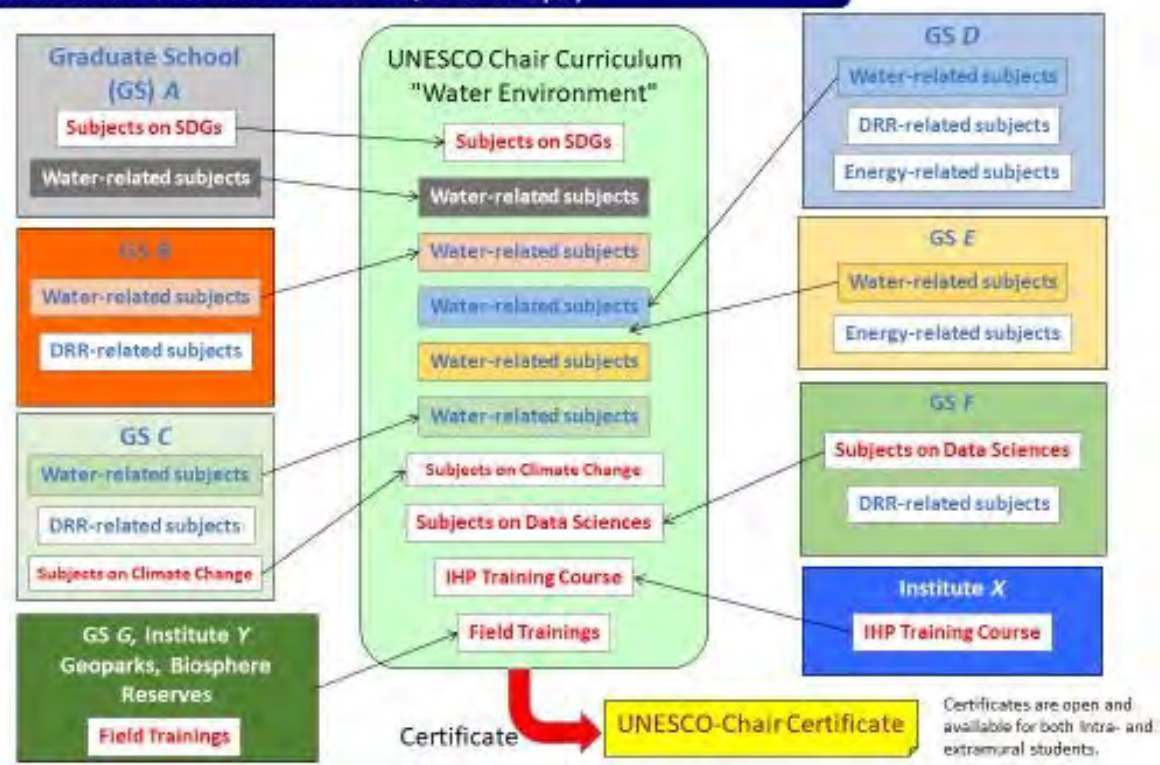 Graduate School
(GS) A
Subjects on SDGs
Water-related subjects
GS B
Water-related subjects
DRR-related subjects
GS C
Water-related subjects
DRR-related subjects
Subjects on Climate Change
GS G, Institute Y
Geoparks, Biosphere
Reserves
Field Trainings
UNESCO Chair Curriculum
"Water Environment"
Subjects on SDGs
Water-related subjects
Water-related subjects
Water-related subjects
Water-related subjects
Water-related subjects
Subjects on Climate Change
Subjects on Data Sciences
IHP Training Course
Field Trainings
GS D
Water-related subjects
DRR-related subjects
Energy-related subjects
GS E
Water-related subjects
Energy-related subjects
GS F
Subjects on Data Sciences
DRR-related subjects
Institute X
IHP Training Course
Certificate
UNESCO-Chair Certificate
Certificates are open and
available for both intra- and
extramural students.